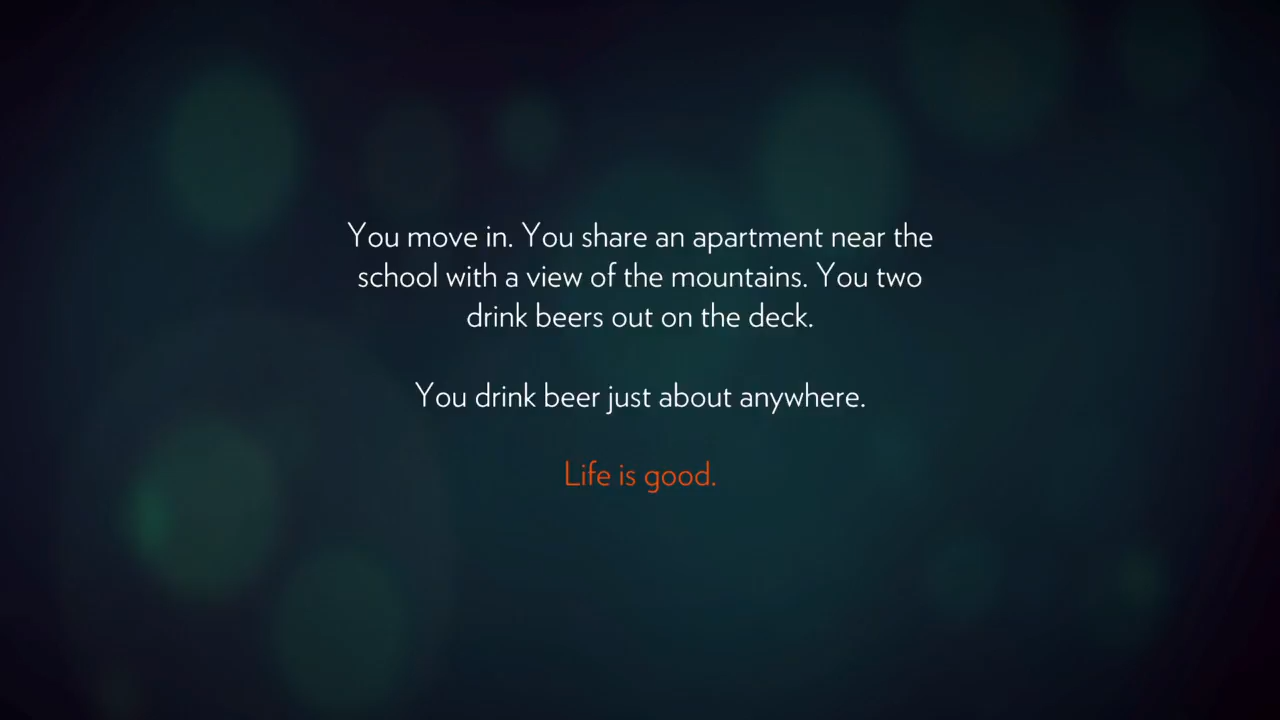 You move in. You share an apartment near the
school with a view of the mountains. You two
drink beers out on the deck.
You drink beer just about anywhere.
Life is good.